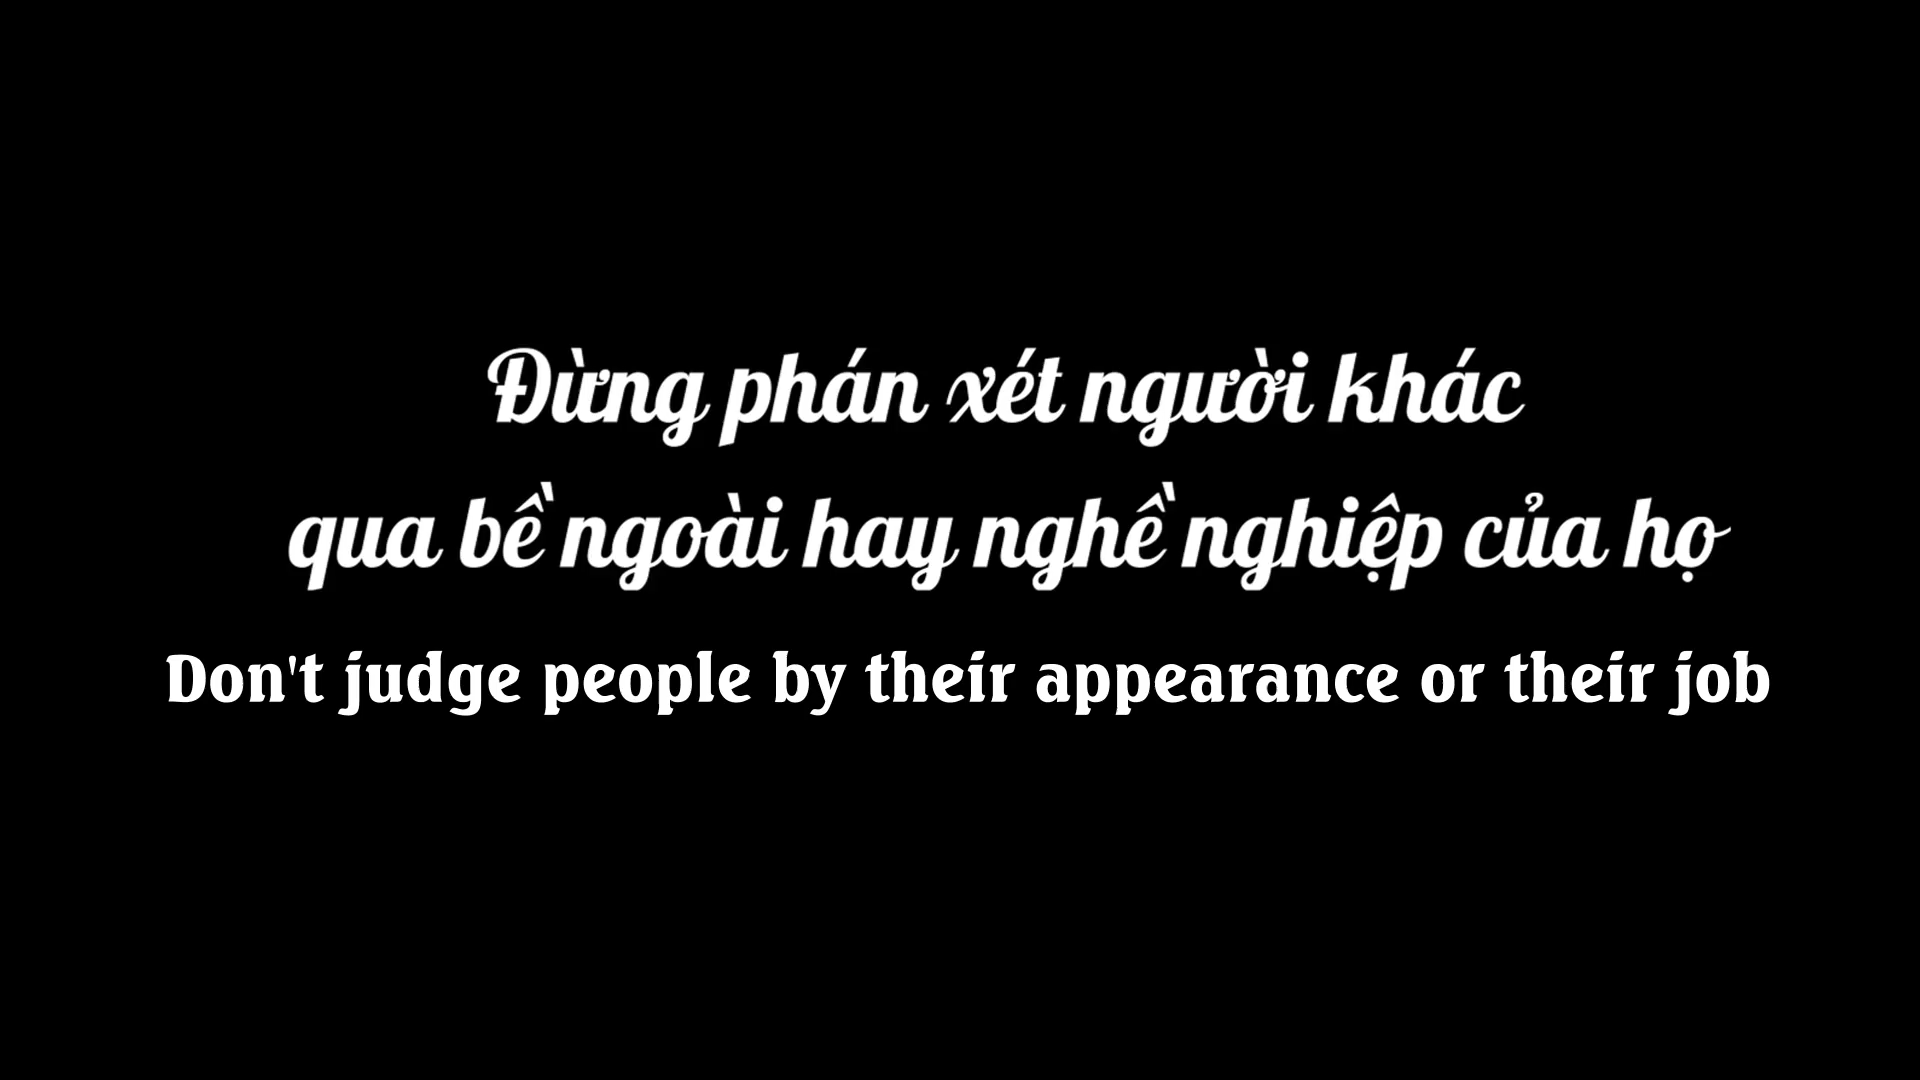 Đừng phán xét người khác
qua bề ngoài hay nghề nghiệp của họ
Don't judge people by their appearance or their job